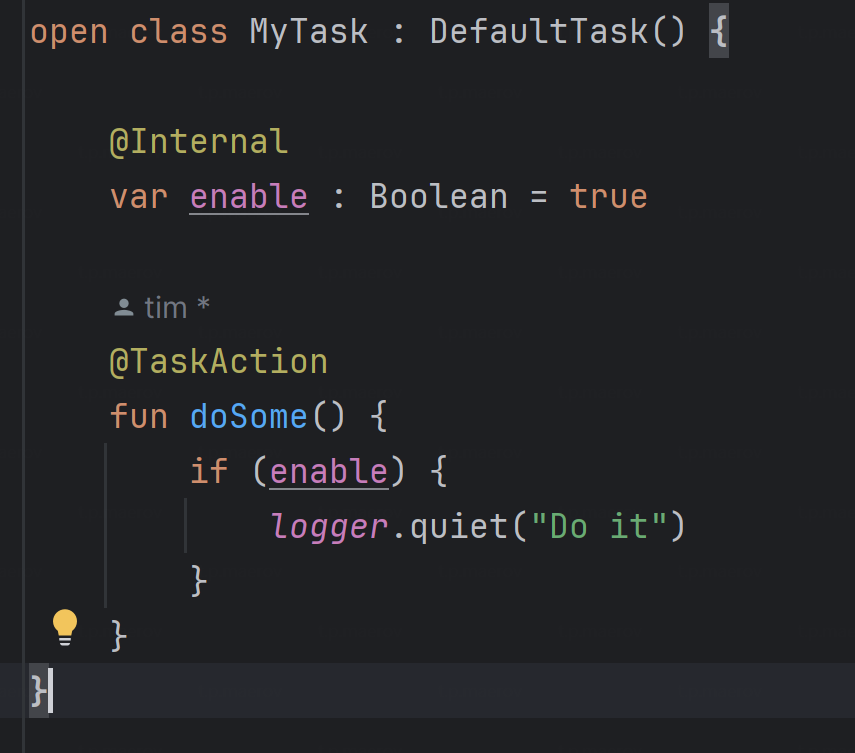 open class MyTask : DefaultTask() {
@Internal
var enable : Boolean = true
tim *
@TaskAction
fun doSome() {
if (enable) {
logger.quiet("Do it")
}
}
}